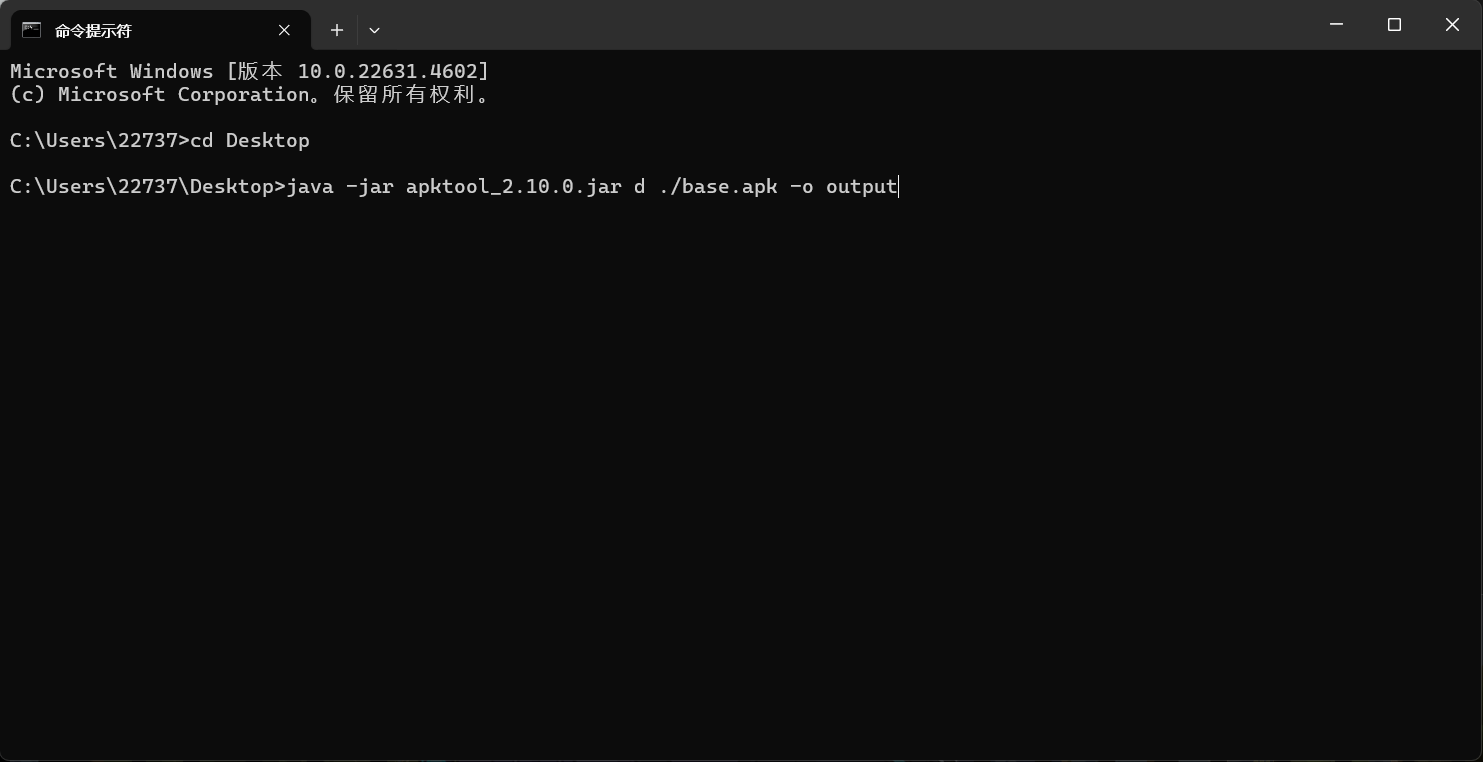 命令提示符
Microsoft Windows [版本 10.0.22631.4602]
(c) Microsoft Corporation。保留所有权利。
C:\Users\22737>cd Desktop
C:\Users\22737\Desktop>java -jar apktool_2.10.0.jar d ./base.apk -o output